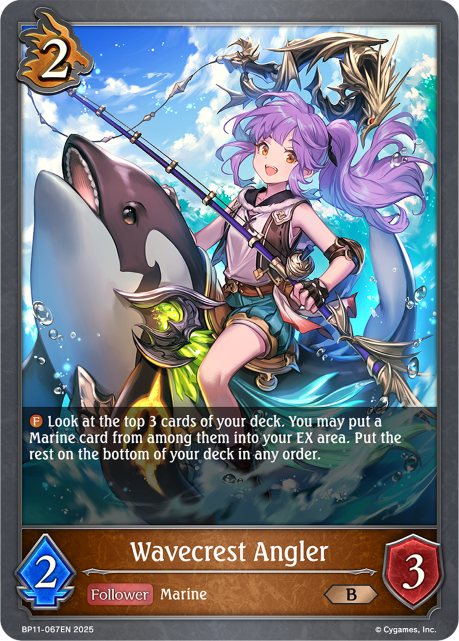 2
F Look at the top 3 cards of your deck. You may put a
Marine card from among them into your EX area. Put the
rest on the bottom of your deck in any order.
Wavecrest Angler
2
Follower Marine
B
3
BP11-067EN 2025
© Cygames, Inc.